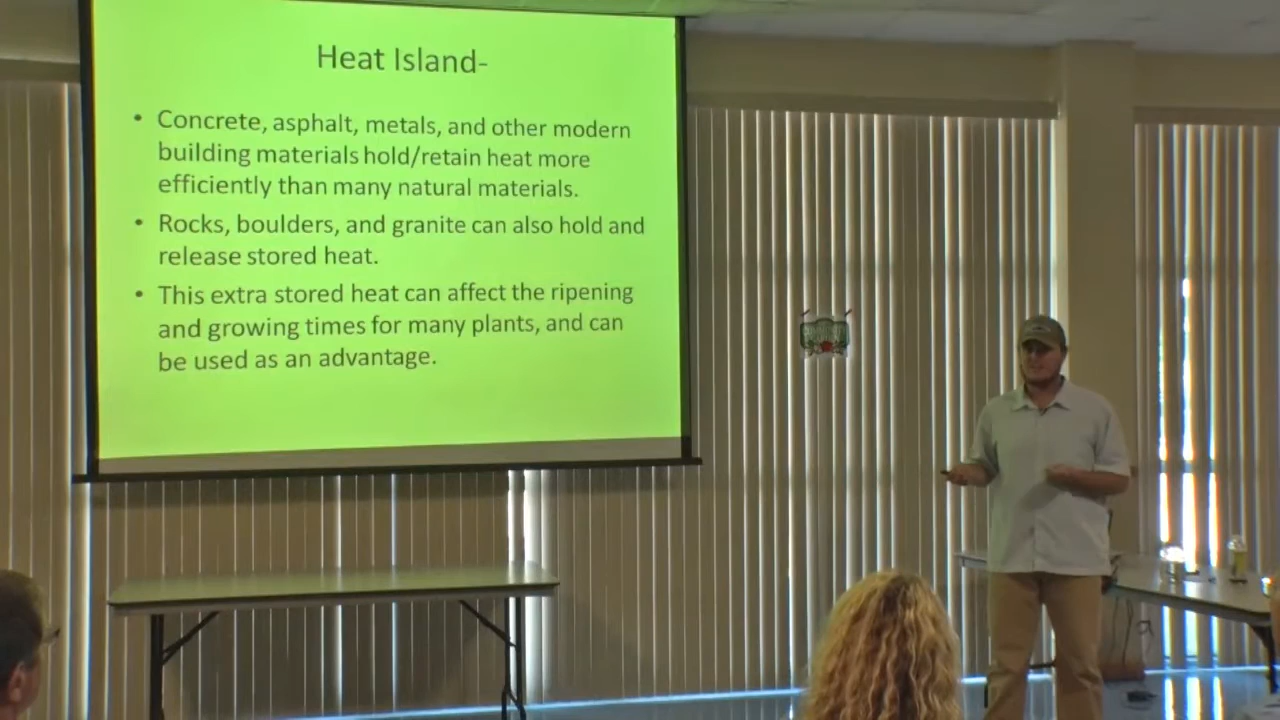 Heat Island-
• Concrete, asphalt, metals, and other modern
building materials hold/retain heat more
efficiently than many natural materials.
• Rocks, boulders, and granite can also hold and
release stored heat.
• This extra stored heat can affect the ripening
and growing times for many plants, and can
be used as an advantage.